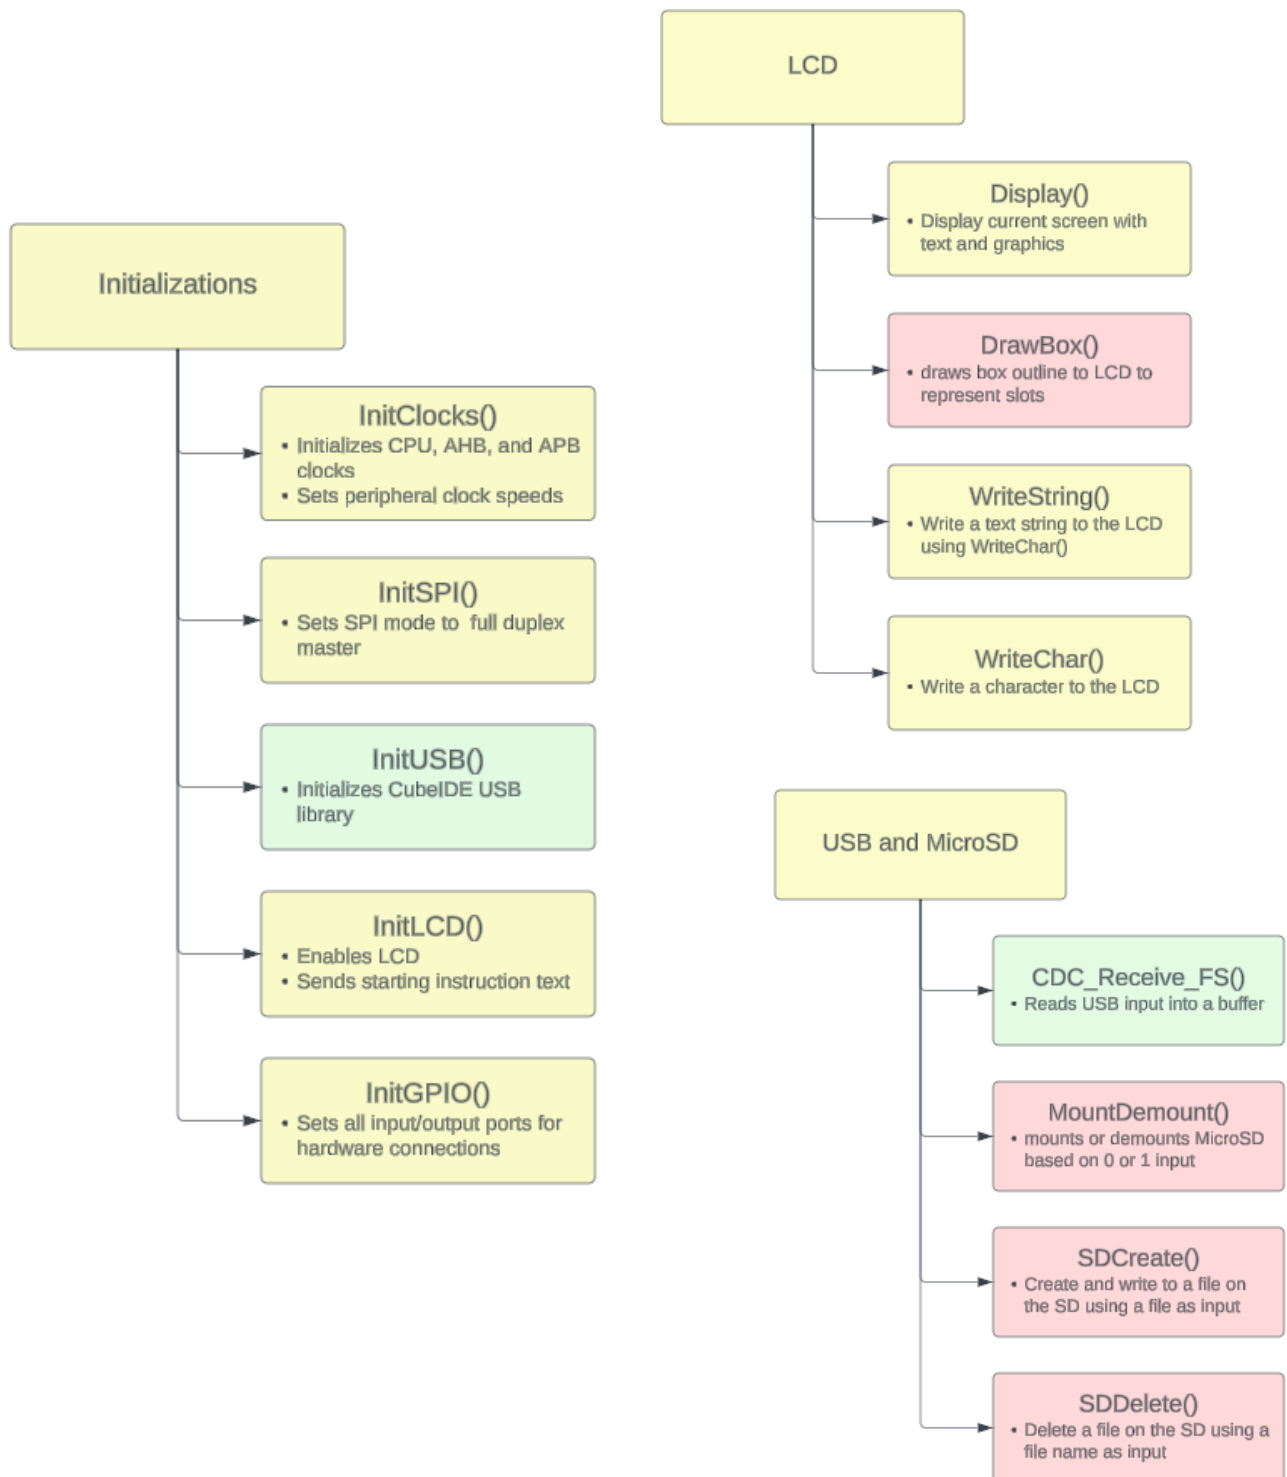 Initializations
InitClocks()
• Initializes CPU, AHB, and APB
clocks
• Sets peripheral clock speeds
InitSPI()
• Sets SPI mode to  full duplex
master
InitUSB()
• Initializes CubeIDE USB
library
InitLCD()
• Enables LCD
• Sends starting instruction text
InitGPIO()
• Sets all input/output ports for
hardware connections
LCD
Display()
• Display current screen with
text and graphics
DrawBox()
• draws box outline to LCD to
represent slots
WriteString()
• Write a text string to the LCD
using WriteChar()
WriteChar()
• Write a character to the LCD
USB and MicroSD
CDC_Receive_FS()
• Reads USB input into a buffer
MountDemount()
• mounts or demounts MicroSD
based on 0 or 1 input
SDCreate()
• Create and write to a file on
the SD using a file as input
SDDelete()
• Delete a file on the SD using a
file name as input